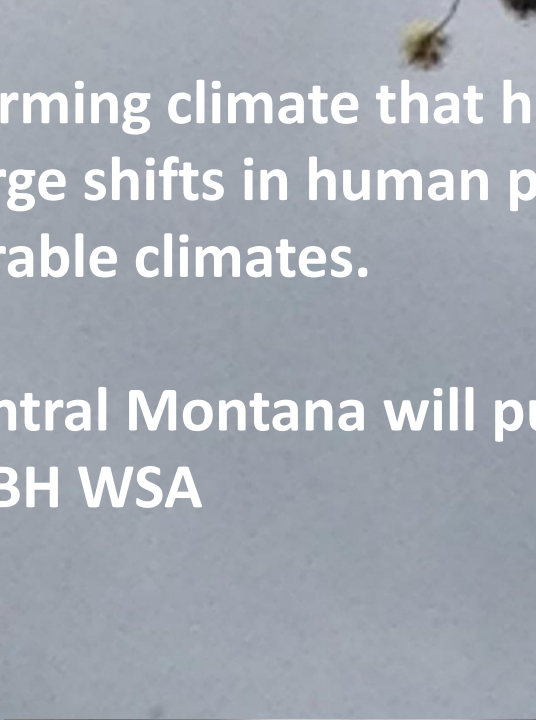 rming climate that h
rge shifts in human p
rable climates.
ntral Montana will pu
BH WSA